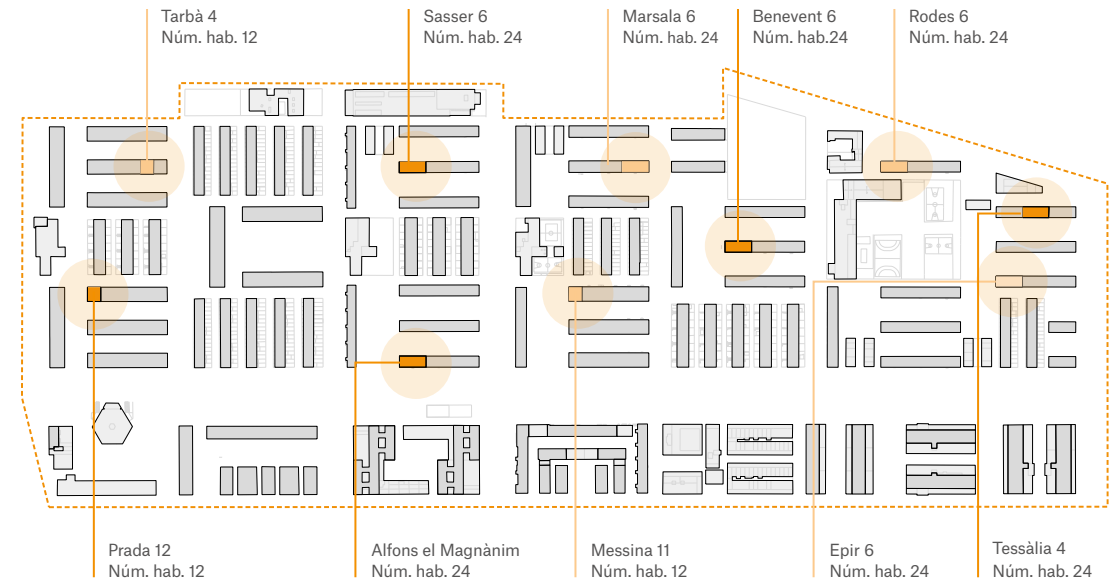 Tarbà 4
Núm. hab. 12
Sasser 6
Núm. hab. 24
Marsala 6
Núm. hab. 24
Benevent 6
Núm. hab.24
Rodes 6
Núm. hab. 24
Prada 12
Núm. hab. 12
Alfons el Magnànim
Núm. hab. 24
Messina 11
Núm. hab. 12
Epir 6
Núm. hab. 24
Tessàlia 4
Núm. hab. 24